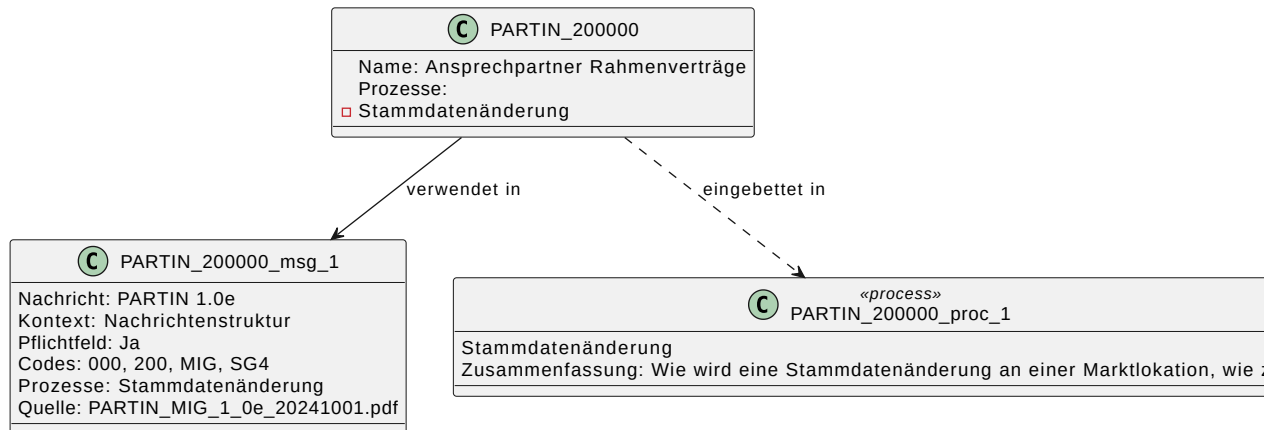 C PARTIN_200000
Name: Ansprechpartner Rahmenverträge
Prozesse:
Stammdatenänderung
verwendet in
eingebettet in
C PARTIN_200000_msg_1
Nachricht: PARTIN 1.0e
Kontext: Nachrichtenstruktur
Pflichtfeld: Ja
Codes: 000, 200, MIG, SG4
Prozesse: Stammdatenänderung
Quelle: PARTIN_MIG_1_0e_20241001.pdf
«process»
C PARTIN_200000_proc_1
Stammdatenänderung
Zusammenfassung: Wie wird eine Stammdatenänderung an einer Marktlokation, wie